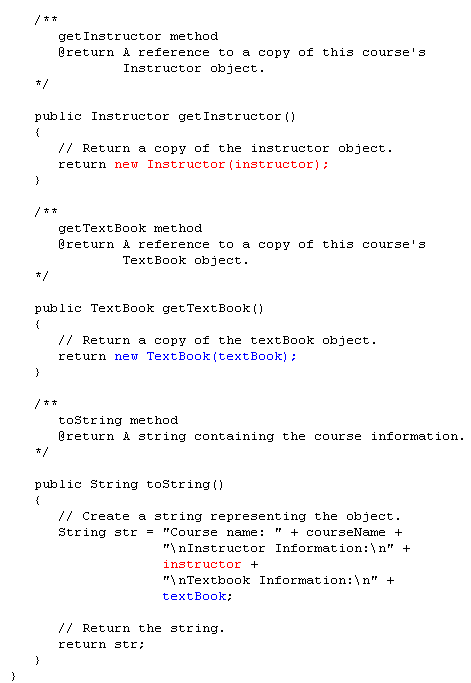 /**
getInstructor method
@return A reference to a copy of this course's
Instructor object.
*/
public Instructor getInstructor()
{
// Return a copy of the instructor object.
return new Instructor(instructor);
}
/**
getTextBook method
@return A reference to a copy of this course's
TextBook object.
*/
public TextBook getTextBook()
{
// Return a copy of the textBook object.
return new TextBook(textBook);
}
/**
toString method
@return A string containing the course information.
*/
public String toString()
{
// Create a string representing the object.
String str = "Course name: " + courseName +
"\nInstructor Information:\n" +
instructor +
"\nTextbook Information:\n" +
textBook;
// Return the string.
return str;
}
}